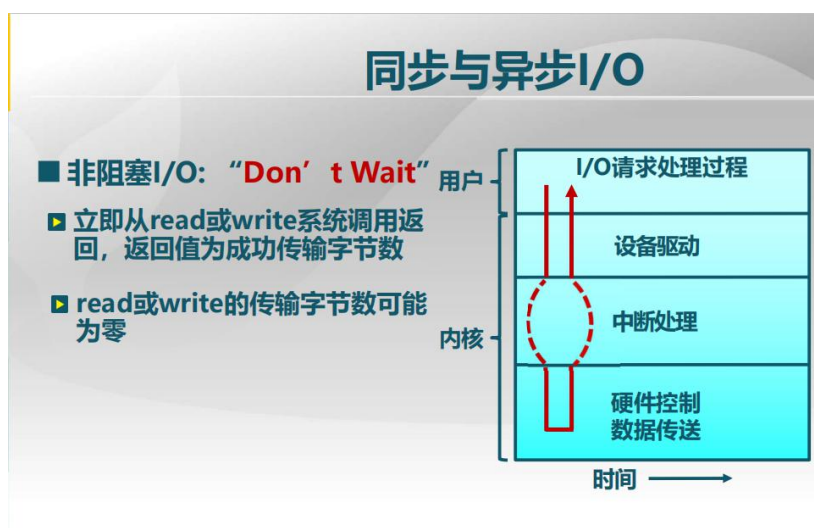 同步与异步I/O
非阻塞I/O: “Don’t Wait”
立即从read或write系统调用返
回，返回值为成功传输字节数
read或write的传输字节数可能
为零
用户
内核
I/O请求处理过程
设备驱动
中断处理
硬件控制
数据传送
时间